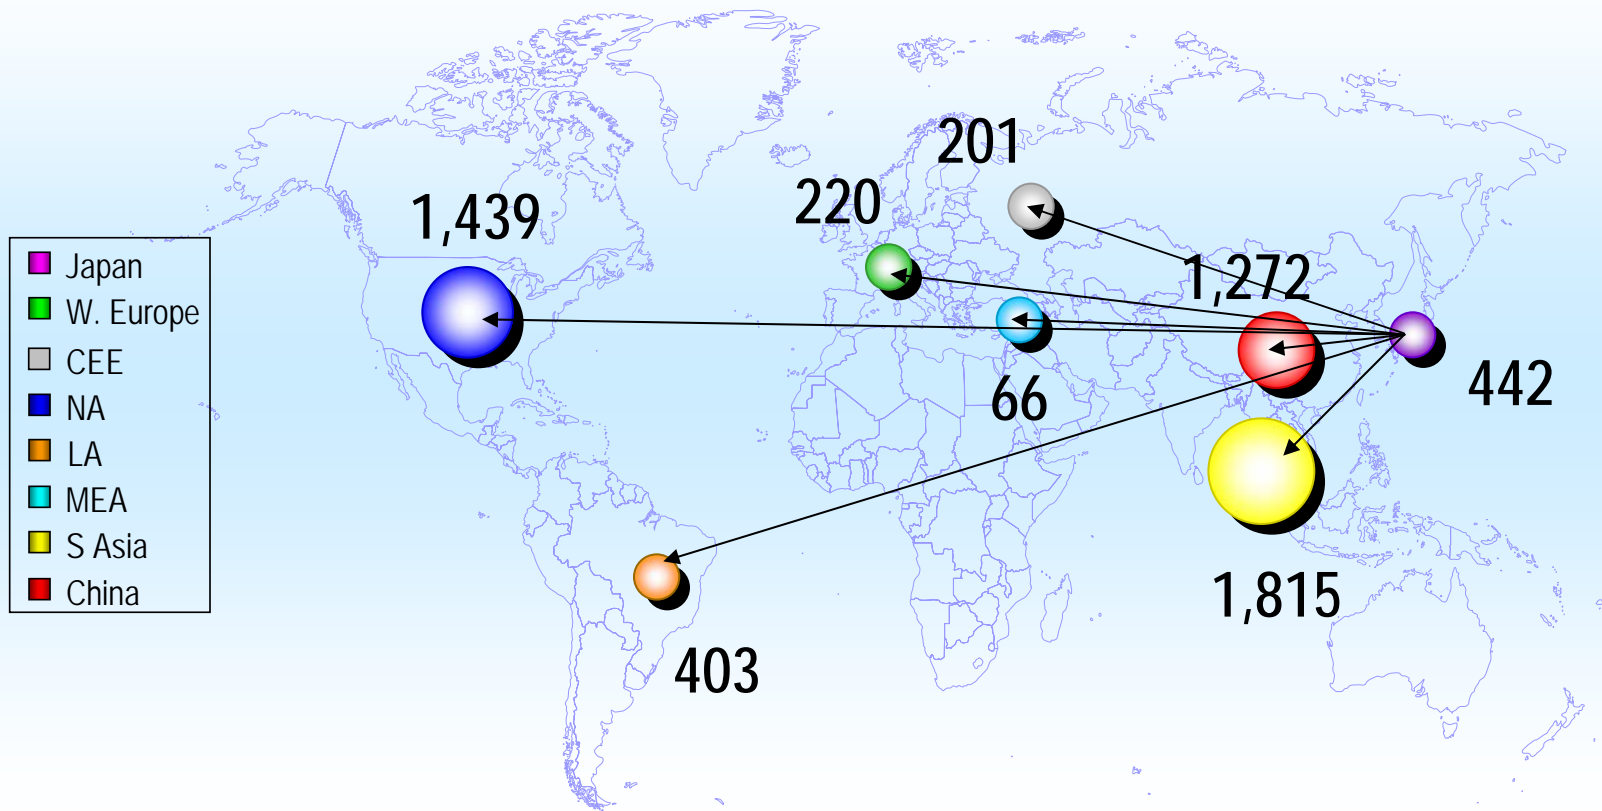 201
220
1,439
1,272
Japan
W. Europe
CEE
NA
LA
MEA
S Asia
China
66
442
1,815
403